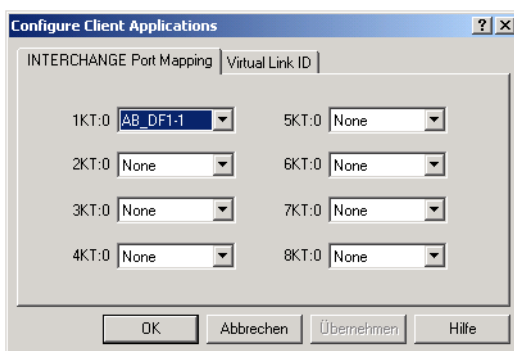 Configure Client Applications
INTERCHANGE Port Mapping Virtual Link ID
1KT:0 AB_DF1-1 5KT:0 None
2KT:0 None 6KT:0 None
3KT:0 None 7KT:0 None
4KT:0 None 8KT:0 None
OK Abbrechen Übernehmen Hilfe